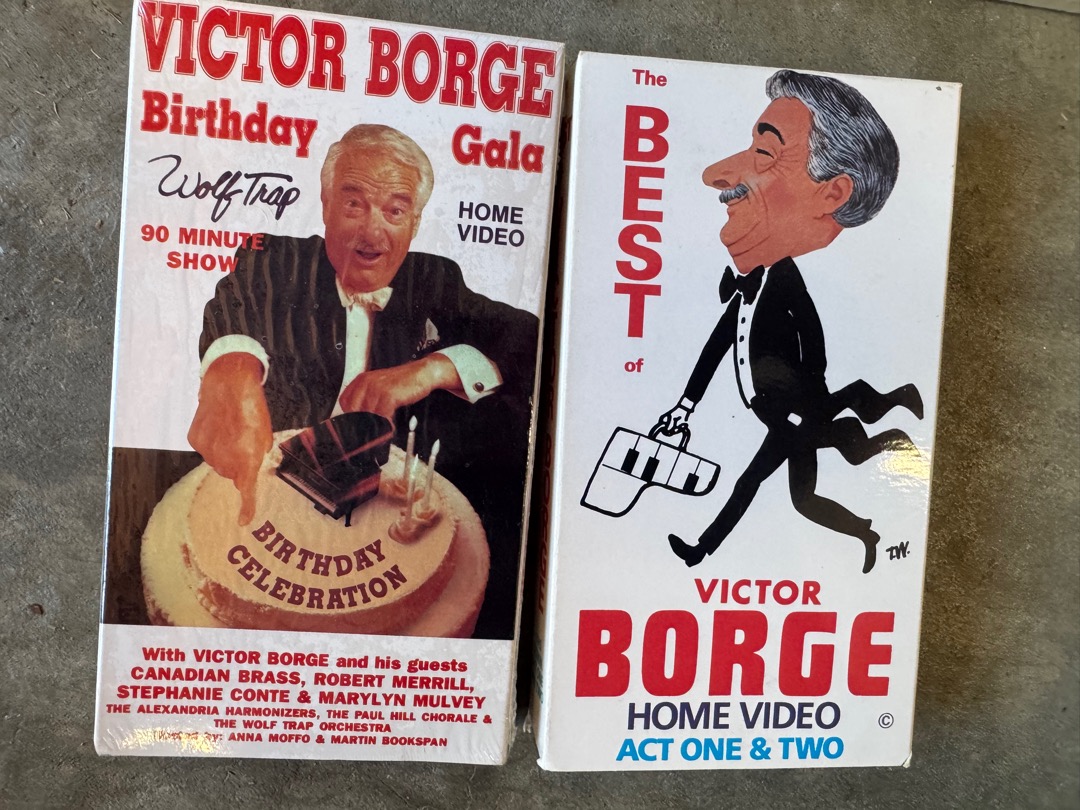 VICTOR BORGE
Birthday Gala
Wolf Trap
90 MINUTE
SHOW
HOME
VIDEO
BIRTHDAY
CELEBRATION
With VICTOR BORGE and his guests
CANADIAN BRASS, ROBERT MERRILL,
STEPHANIE CONTE & MARYLYN MULVEY
THE ALEXANDRIA HARMONIZERS, THE PAUL HILL CHORALE &
THE WOLF TRAP ORCHESTRA
by: ANNA MOFFO & MARTIN BOOKSPAN
The
BEST
of
T.W.
VICTOR
BORGE
HOME VIDEO ©
ACT ONE & TWO